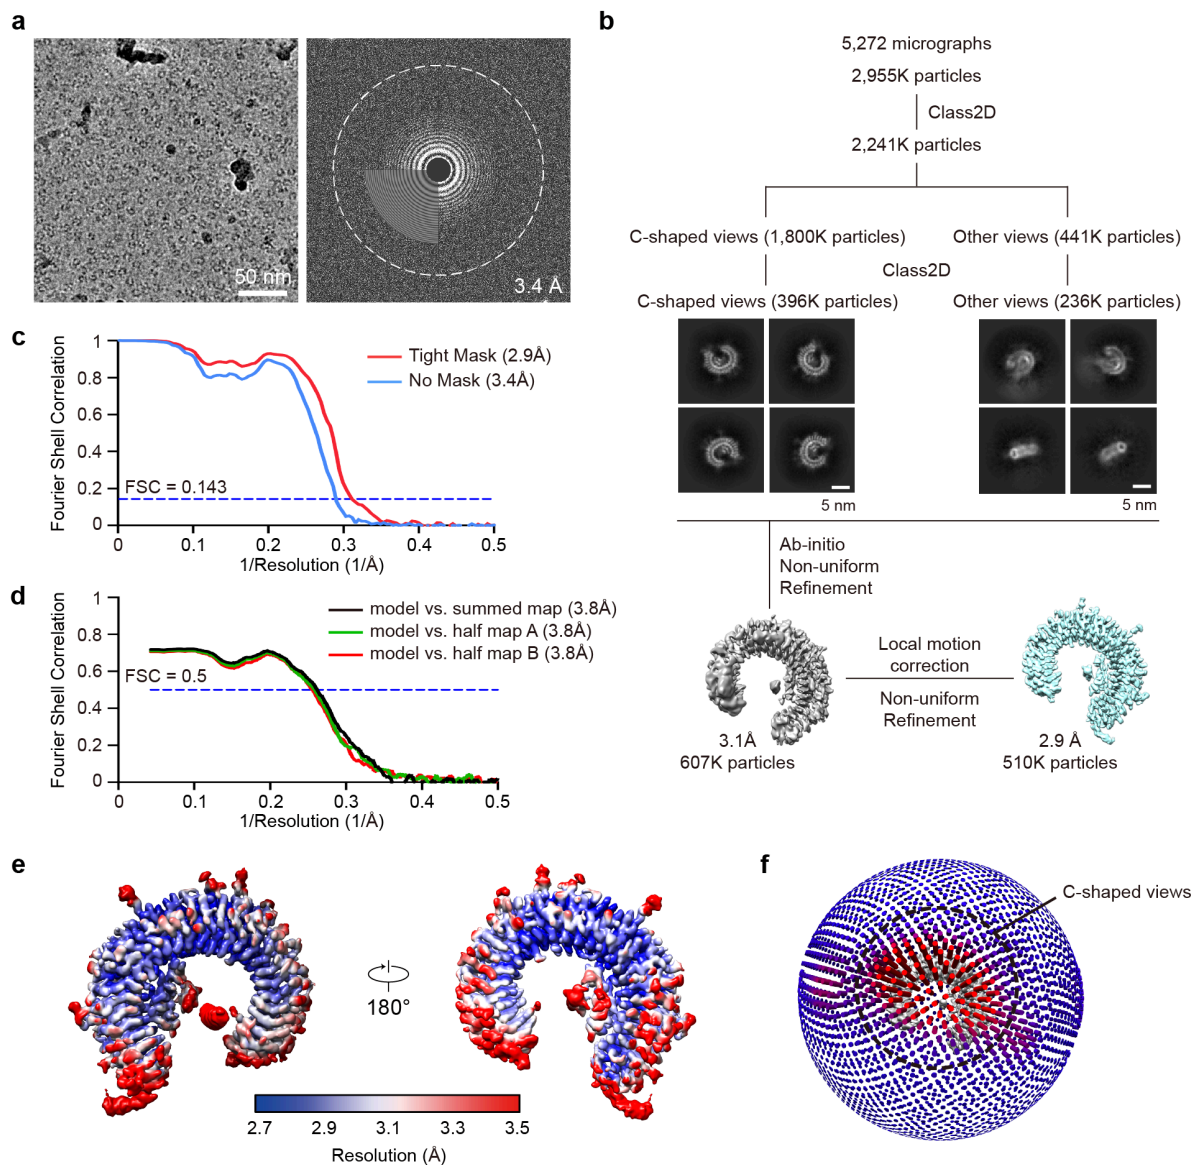 a
50 nm
3.4 Å
b
5,272 micrographs
2,955K particles
Class2D
2,241K particles
C-shaped views (1,800K particles)
Other views (441K particles)
Class2D
C-shaped views (396K particles)
Other views (236K particles)
5 nm
5 nm
Ab-initio
Non-uniform
Refinement
3.1Å
607K particles
Local motion
correction
Non-uniform
Refinement
2.9 Å
510K particles
c
Fourier Shell Correlation
1
0.8
0.6
0.4
0.2
0
Tight Mask (2.9Å)
No Mask (3.4Å)
FSC = 0.143
0
0.1
0.2
0.3
0.4
0.5
1/Resolution (1/Å)
d
Fourier Shell Correlation
1
0.8
0.6
0.4
0.2
0
model vs. summed map (3.8Å)
model vs. half map A (3.8Å)
model vs. half map B (3.8Å)
FSC = 0.5
0
0.1
0.2
0.3
0.4
0.5
1/Resolution (1/Å)
e
180°
2.7
2.9
3.1
3.3
3.5
Resolution (Å)
f
C-shaped views